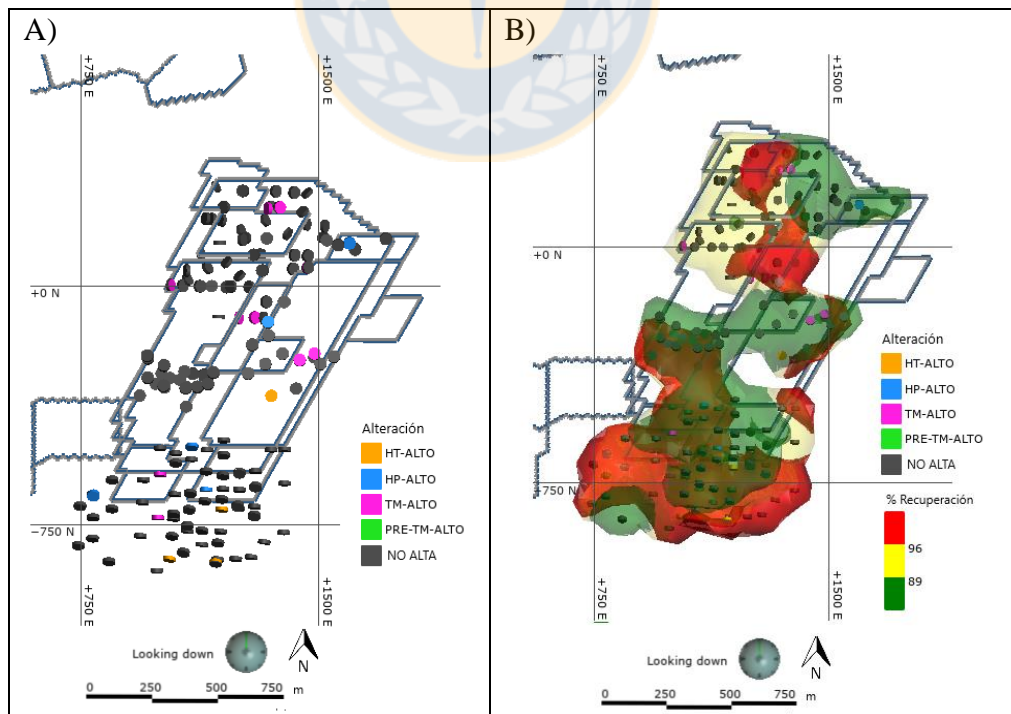 A)
+750 E
+1500 E
+0 N
−750 N
+750 E
+1500 E
Alteración
HT-ALTO
HP-ALTO
TM-ALTO
PRE-TM-ALTO
NO ALTA
Looking down
N
0 250 500 750 m
B)
+750 E
+1500 E
+0 N
+750 N
+750 E
+1500 E
Alteración
HT-ALTO
HP-ALTO
TM-ALTO
PRE-TM-ALTO
NO ALTA
% Recuperación
96
89
Looking down
N
0 250 500 750 m